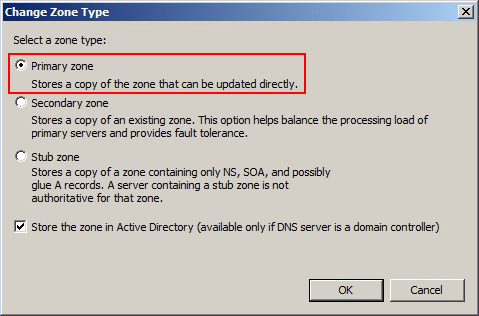 Change Zone Type
Select a zone type:
Primary zone
Stores a copy of the zone that can be updated directly.
Secondary zone
Stores a copy of an existing zone. This option helps balance the processing load of
primary servers and provides fault tolerance.
Stub zone
Stores a copy of a zone containing only NS, SOA, and possibly
glue A records. A server containing a stub zone is not
authoritative for that zone.
Store the zone in Active Directory (available only if DNS server is a domain controller)
OK
Cancel